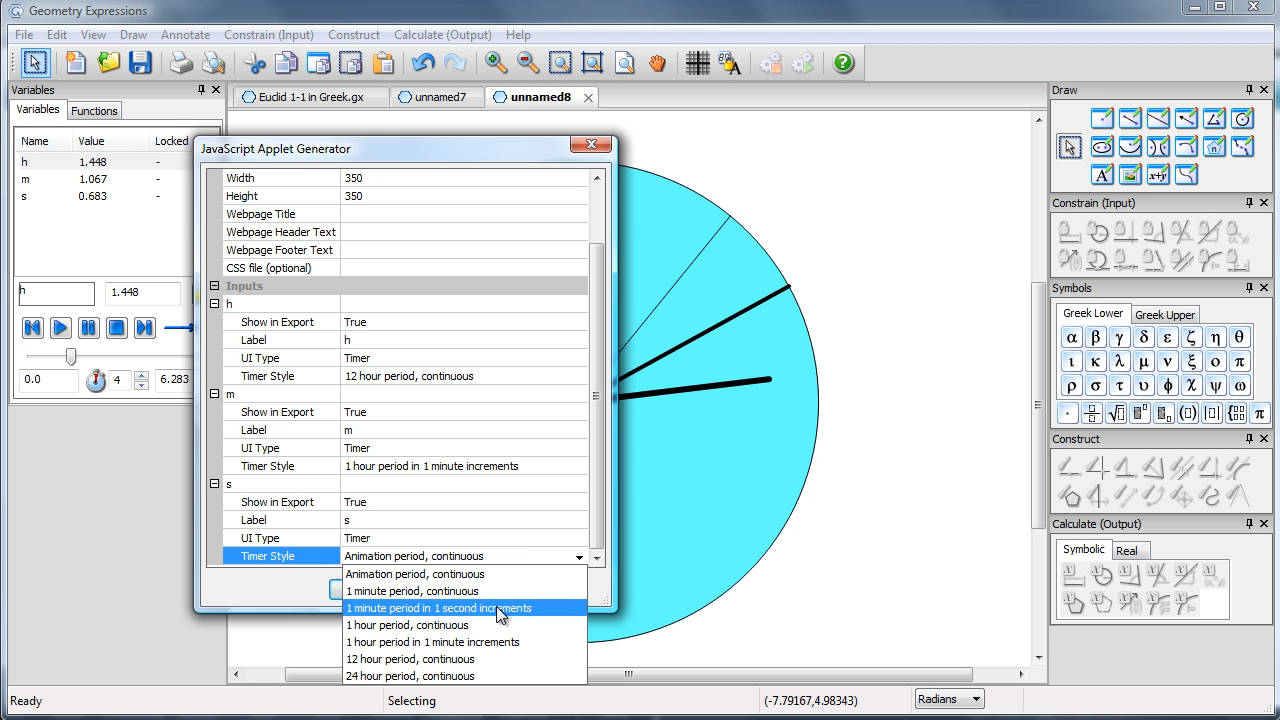 Geometry Expressions
File Edit View Draw Annotate Constrain (Input) Construct Calculate (Output) Help
Variables
Variables Functions
Name Value Locked
h 1.448 -
m 1.067 -
s 0.683 -
h 1.448
0.0 4 6.283
Euclid 1-1 in Greek.gx unnamed7 unnamed8
JavaScript Applet Generator
Width 350
Height 350
Webpage Title
Webpage Header Text
Webpage Footer Text
CSS file (optional)
Inputs
h
Show in Export True
Label h
UI Type Timer
Timer Style 12 hour period, continuous
m
Show in Export True
Label m
UI Type Timer
Timer Style 1 hour period in 1 minute increments
s
Show in Export True
Label s
UI Type Timer
Timer Style Animation period, continuous
Animation period, continuous
1 minute period, continuous
1 minute period in 1 second increments
1 hour period, continuous
1 hour period in 1 minute increments
12 hour period, continuous
24 hour period, continuous
Draw
A x+y
Constrain (Input)
Symbols
Greek Lower Greek Upper
α β γ δ ε ζ η θ
ι κ λ μ ν ξ ο π
ρ σ τ υ φ χ ψ ω
Construct
Calculate (Output)
Symbolic Real
Ready Selecting (-7.79167,4.98343) Radians